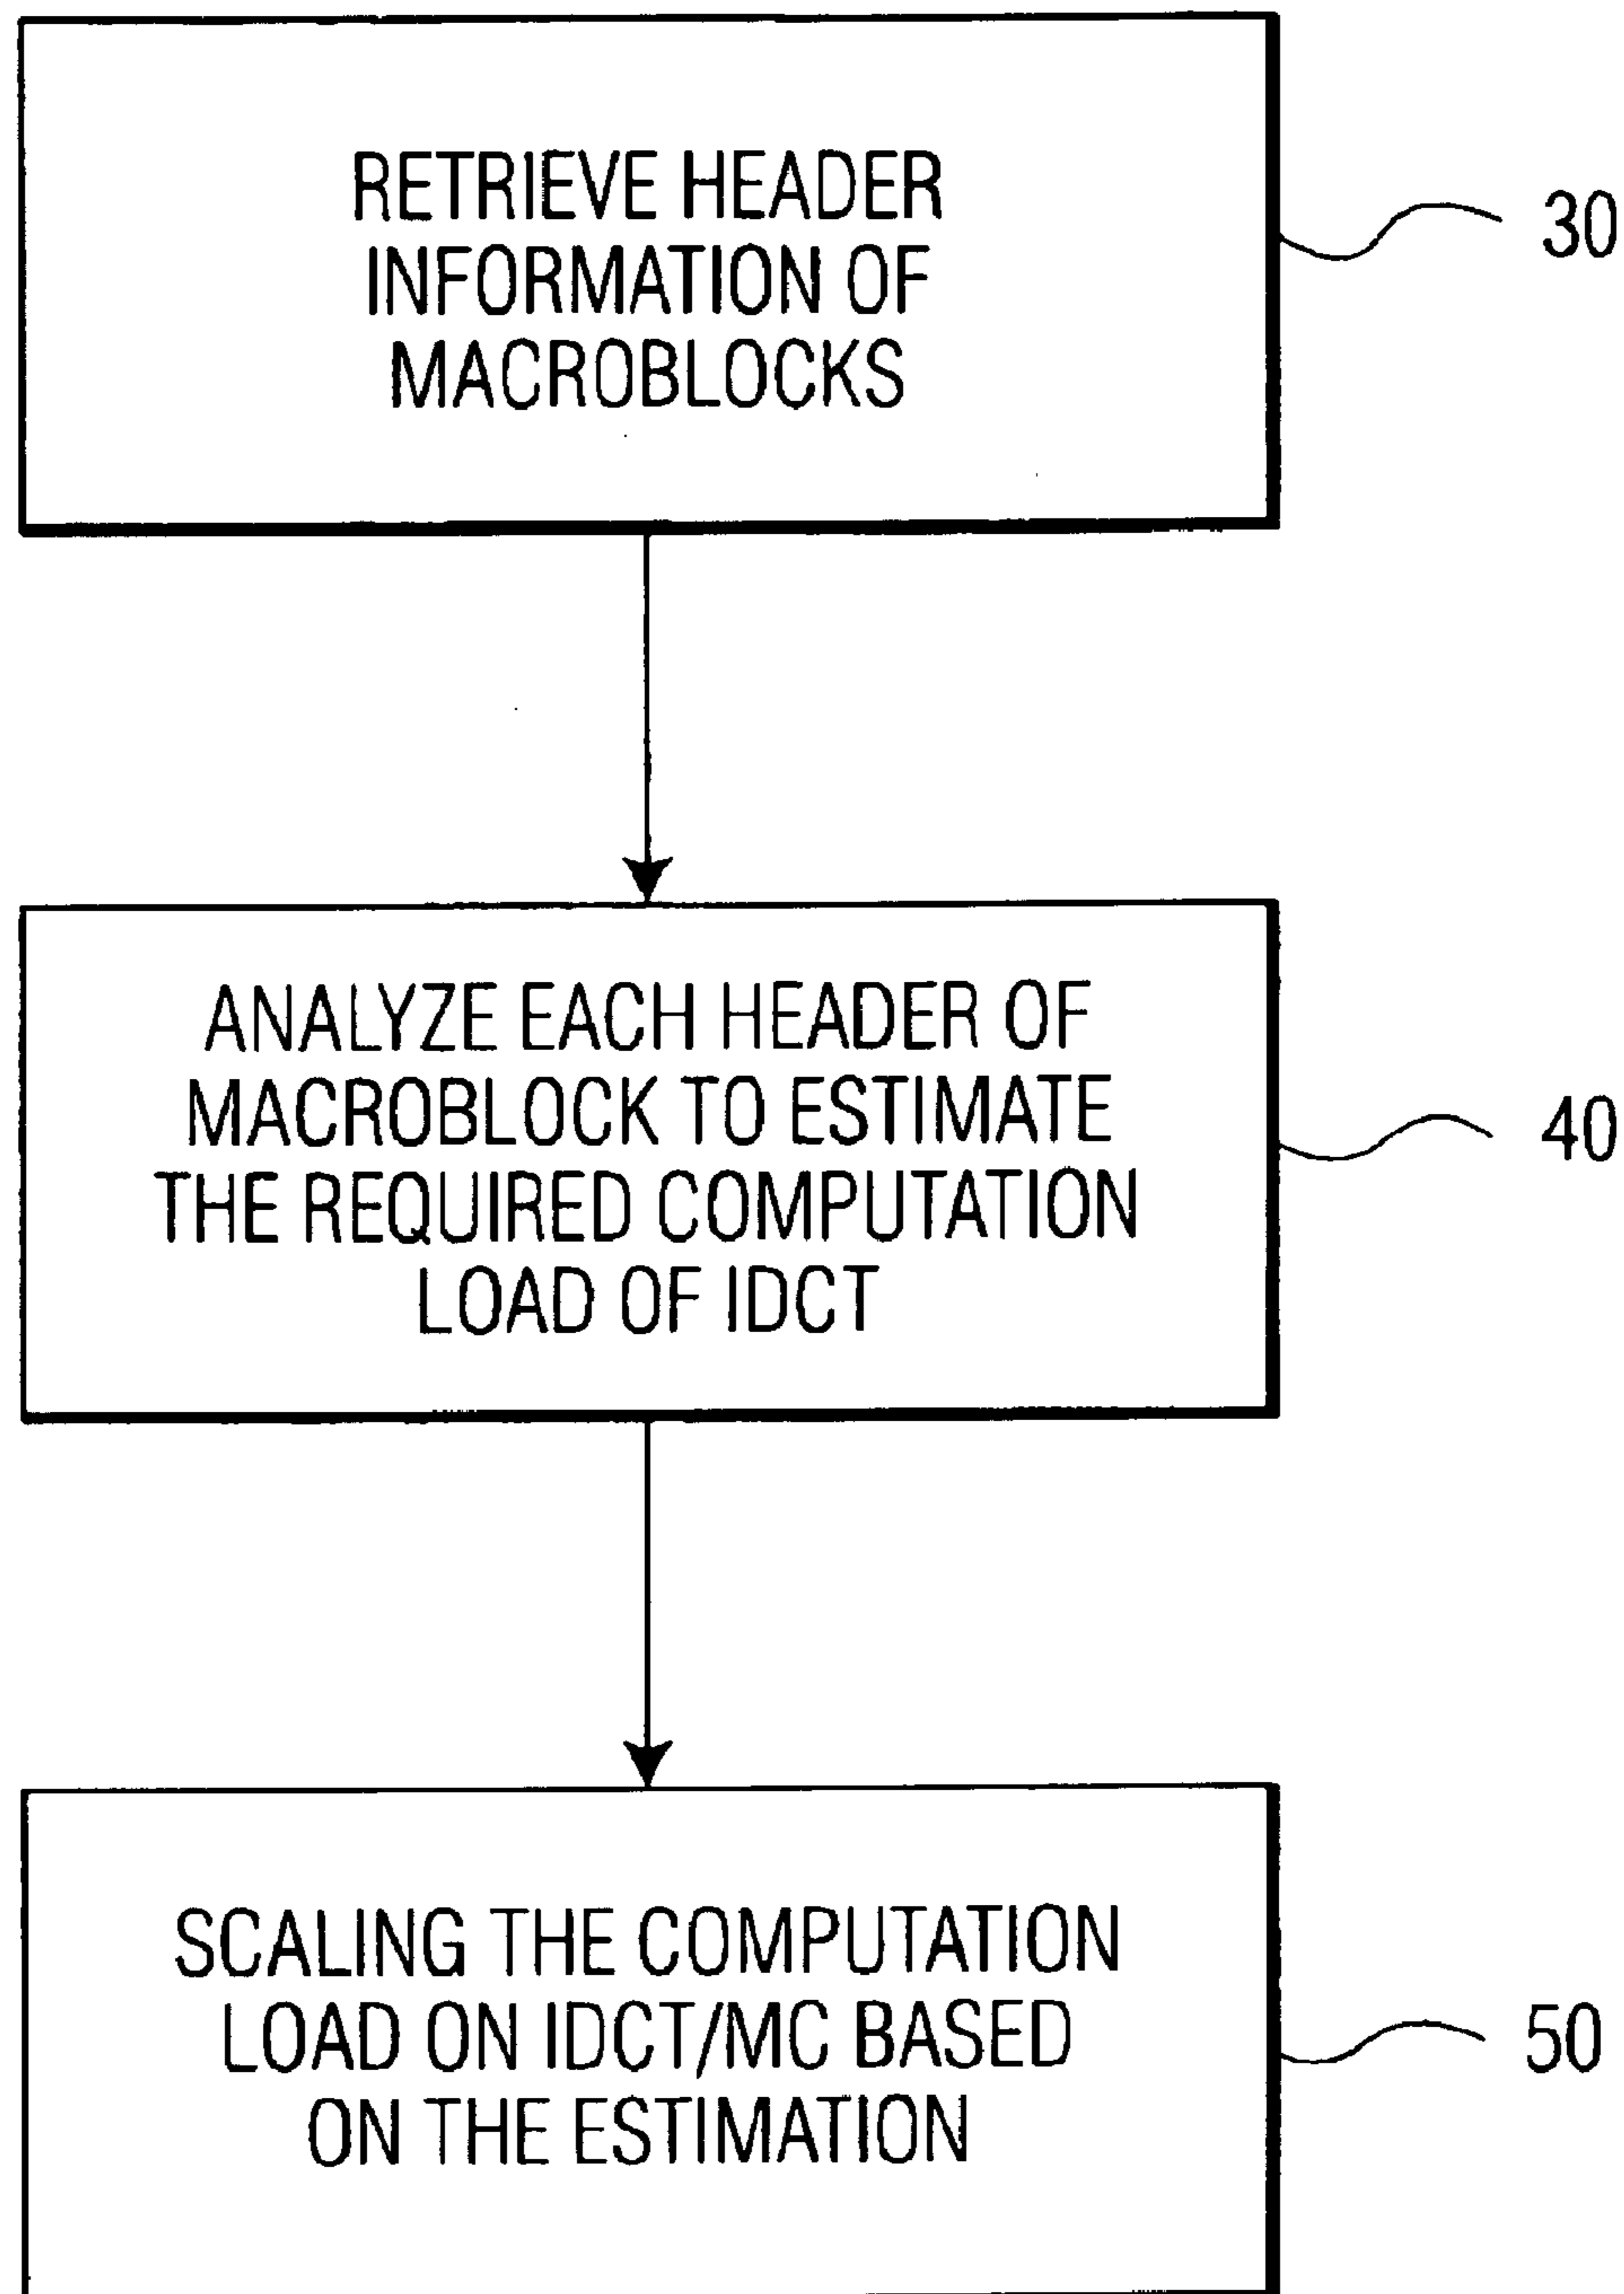 RETRIEVE HEADER
INFORMATION OF
MACROBLOCKS
30
ANALYZE EACH HEADER OF
MACROBLOCK TO ESTIMATE
THE REQUIRED COMPUTATION
LOAD OF IDCT
40
SCALING THE COMPUTATION
LOAD ON IDCT/MC BASED
ON THE ESTIMATION
50